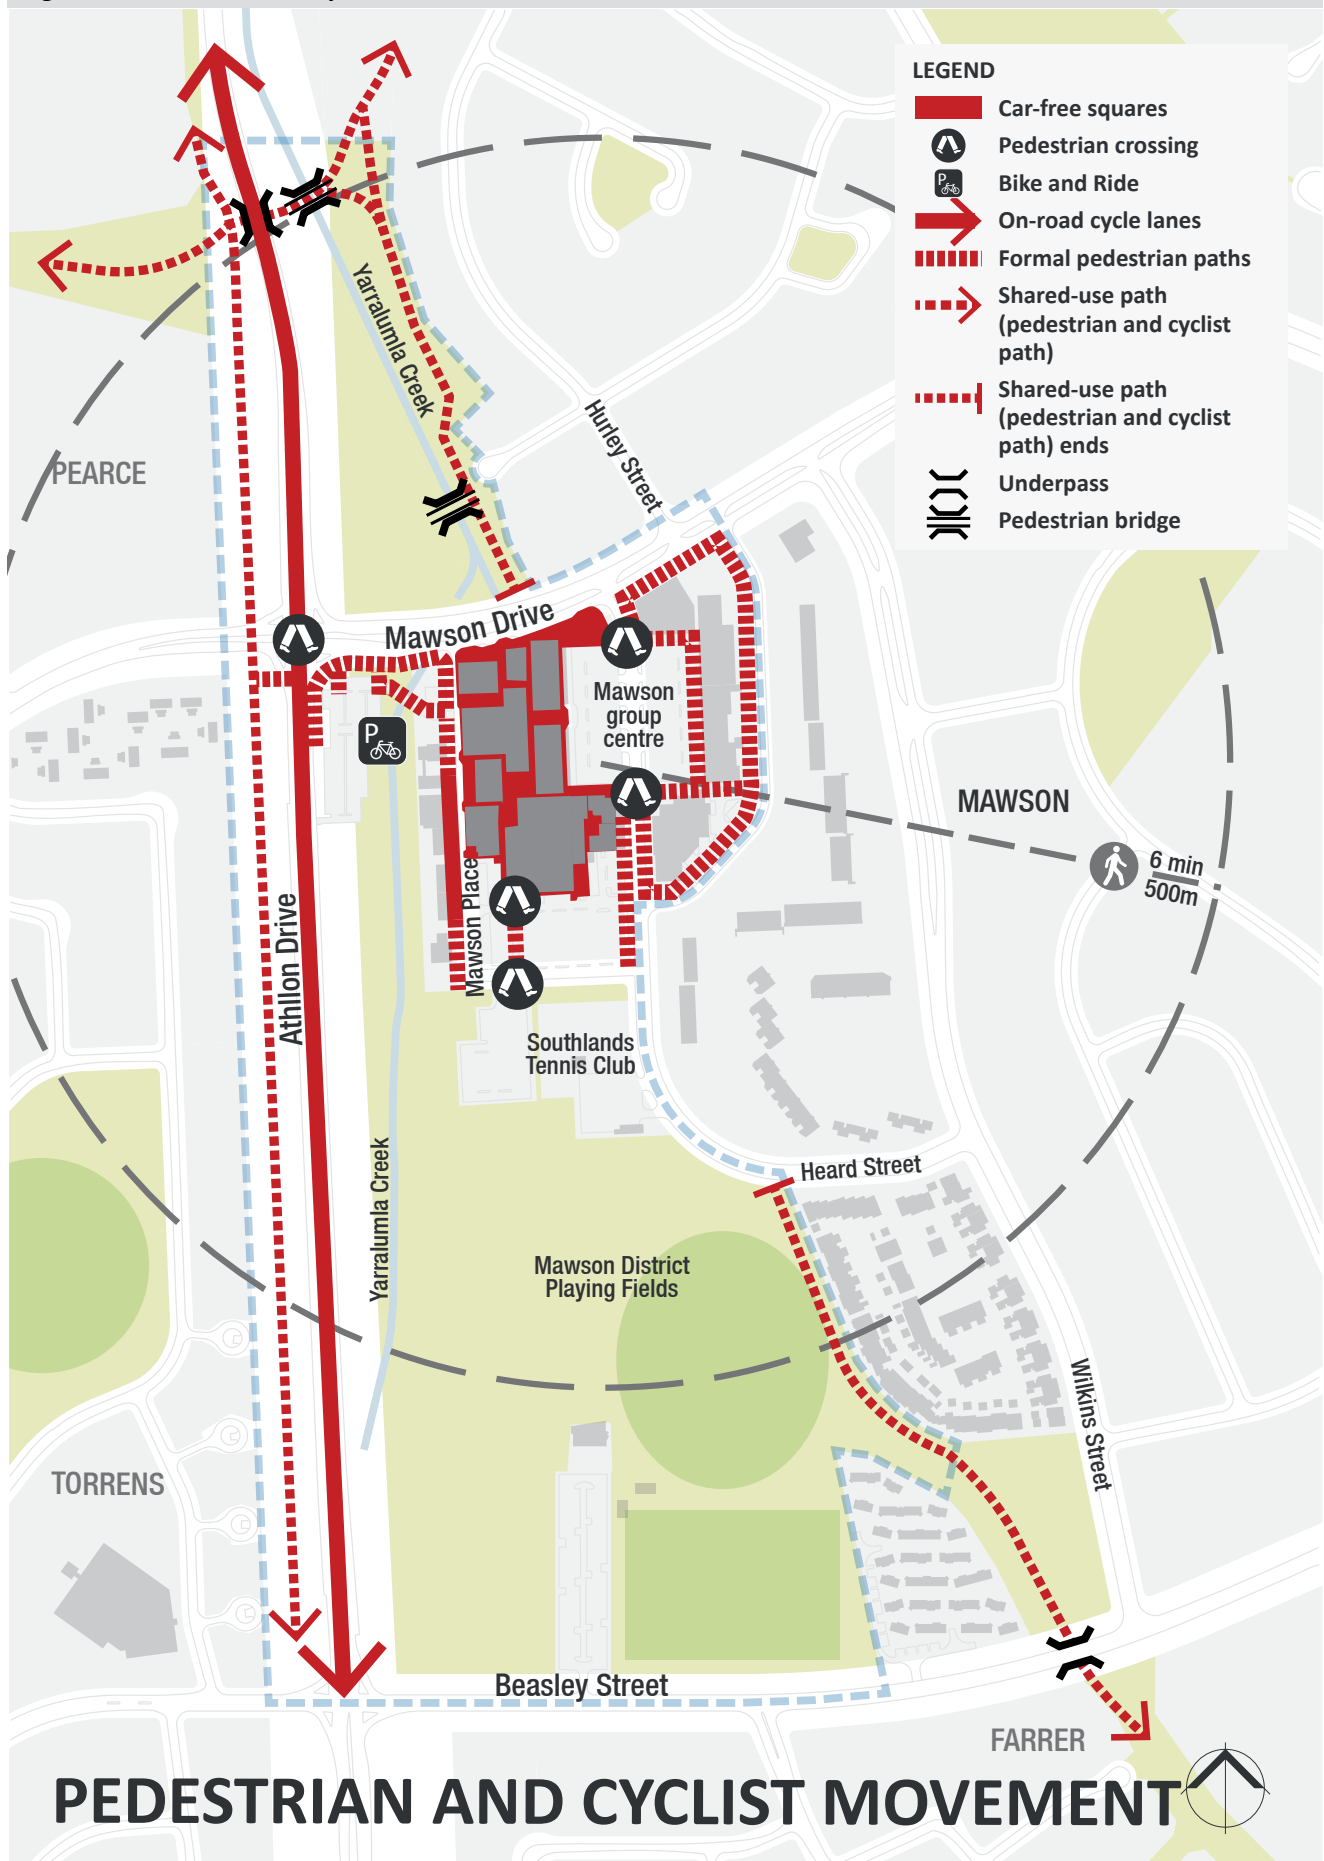 LEGEND
Car-free squares
Pedestrian crossing
P
Bike and Ride
On-road cycle lanes
Formal pedestrian paths
Shared-use path
(pedestrian and cyclist
path)
Shared-use path
(pedestrian and cyclist
path) ends
Underpass
Pedestrian bridge
Yarralumla Creek
Hurley Street
PEARCE
Mawson Drive
Mawson
group
centre
P
MAWSON
6 min
500m
Mawson Place
Athllon Drive
Southlands
Tennis Club
Heard Street
Yarralumla Creek
Mawson District
Playing Fields
Wilkins Street
TORRENS
Beasley Street
FARRER
PEDESTRIAN AND CYCLIST MOVEMENT